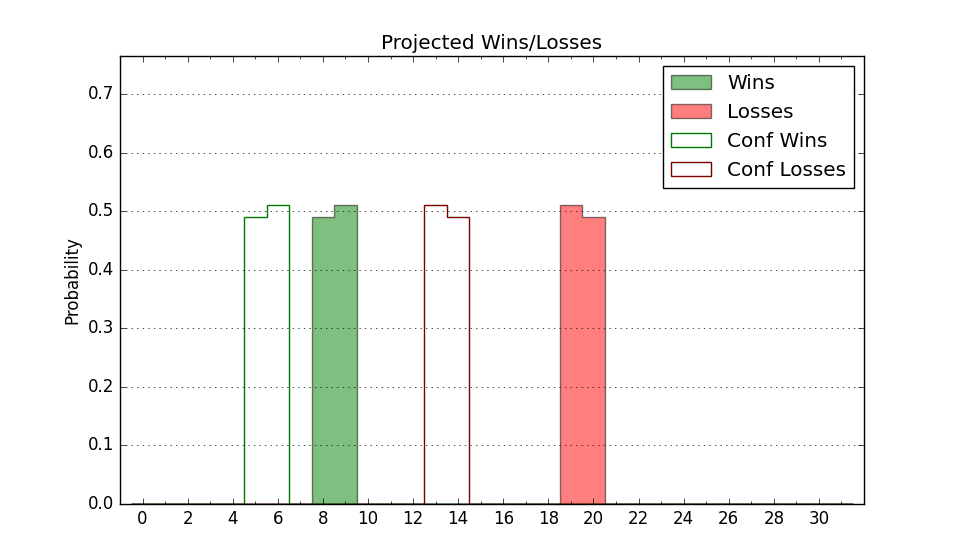 Projected Wins/Losses
Wins
Losses
Conf Wins
Conf Losses
Probability
0.7
0.6
0.5
0.4
0.3
0.2
0.1
0.0
0 2 4 6 8 10 12 14 16 18 20 22 24 26 28 30